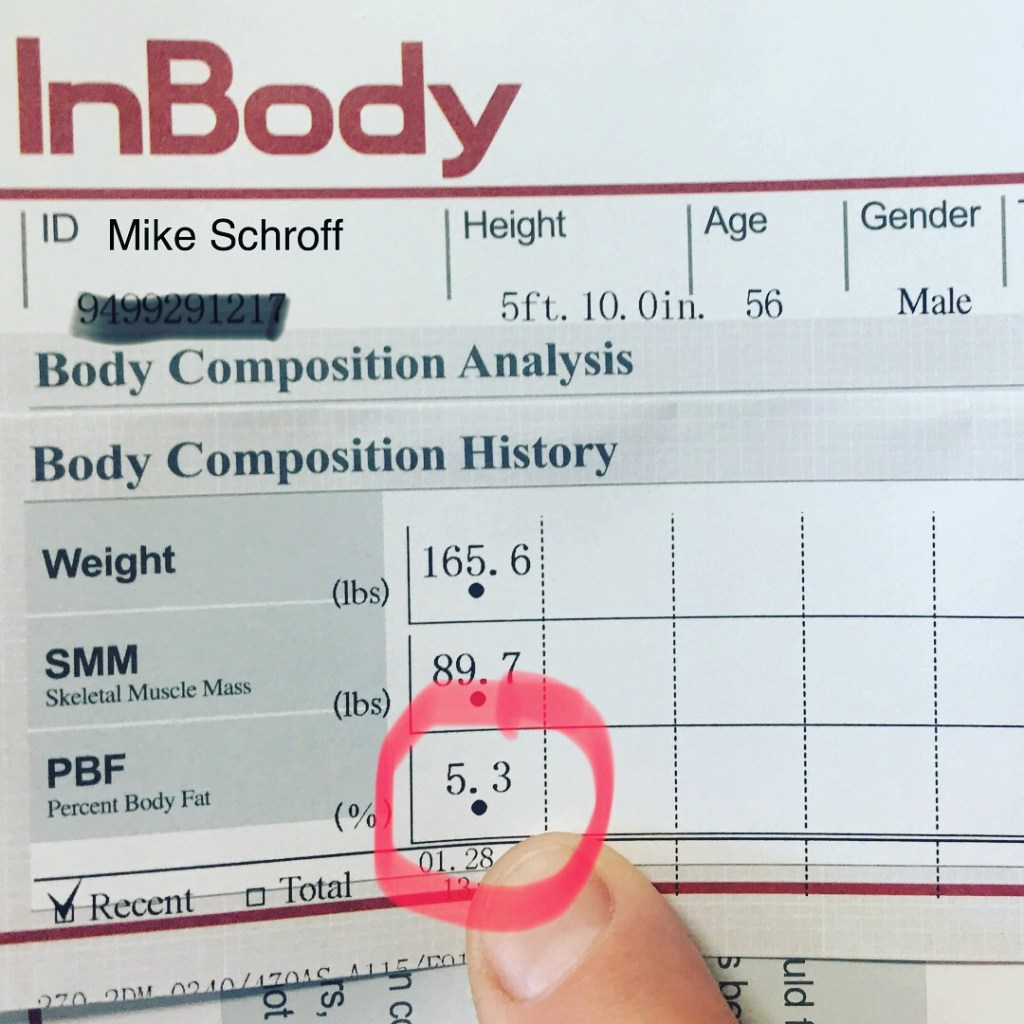 InBody
ID Mike Schroff Height Age Gender
9499291217 5ft. 10. 0in. 56 Male
Body Composition Analysis
Body Composition History
Weight (lbs) 165. 6
SMM
Skeletal Muscle Mass (lbs) 89. 7
PBF
Percent Body Fat (%) 5. 3
01. 28
Recent Total